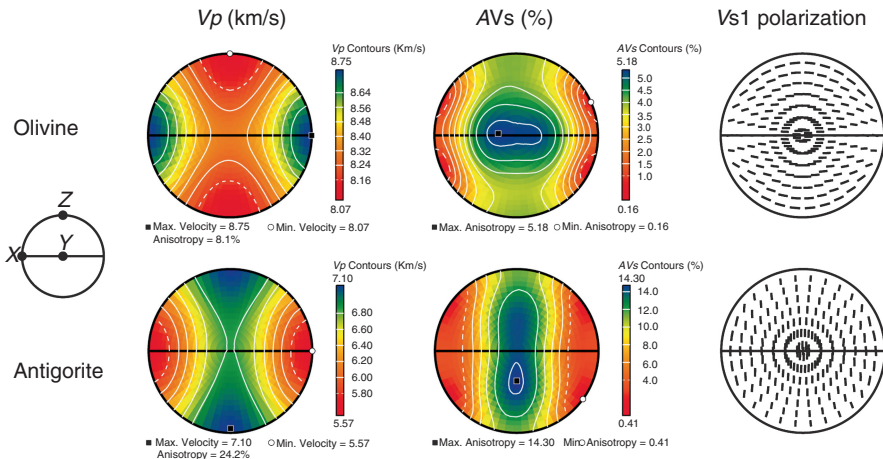 Vp (km/s)
AVs (%)
Vs1 polarization
Olivine
Vp Contours (Km/s)
8.75
8.64
8.56
8.48
8.40
8.32
8.24
8.16
8.07
■ Max. Velocity = 8.75 ○ Min. Velocity = 8.07
Anisotropy = 8.1%
AVs Contours (%)
5.18
5.0
4.5
4.0
3.5
3.0
2.5
2.0
1.5
1.0
0.16
■ Max. Anisotropy = 5.18 ○ Min. Anisotropy = 0.16
Z
X
Y
Antigorite
Vp Contours (Km/s)
7.10
6.80
6.60
6.40
6.20
6.00
5.80
5.57
■ Max. Velocity = 7.10 ○ Min. Velocity = 5.57
Anisotropy = 24.2%
AVs Contours (%)
14.30
14.0
12.0
10.0
8.0
6.0
4.0
0.41
■ Max. Anisotropy = 14.30 Min○Anisotropy = 0.41